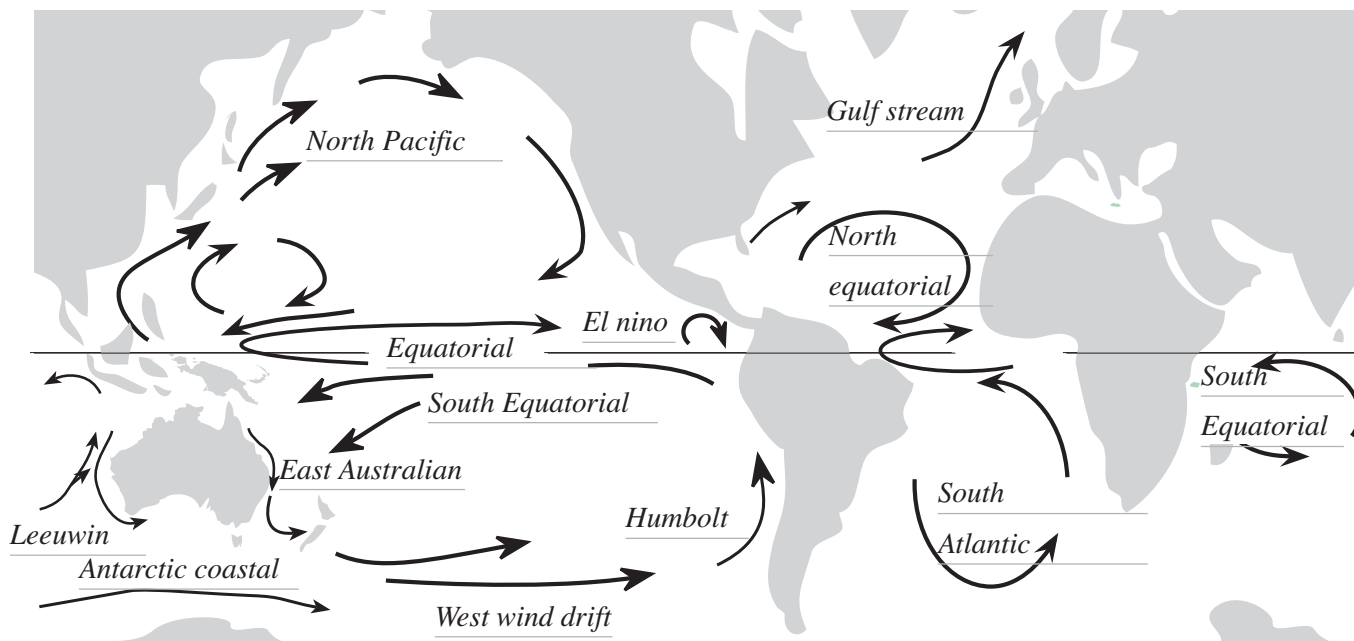 Gulf stream
North Pacific
North
equatorial
El nino
Equatorial
South
Equatorial
South Equatorial
East Australian
South
Atlantic
Humbolt
Leeuwin
Antarctic coastal
West wind drift